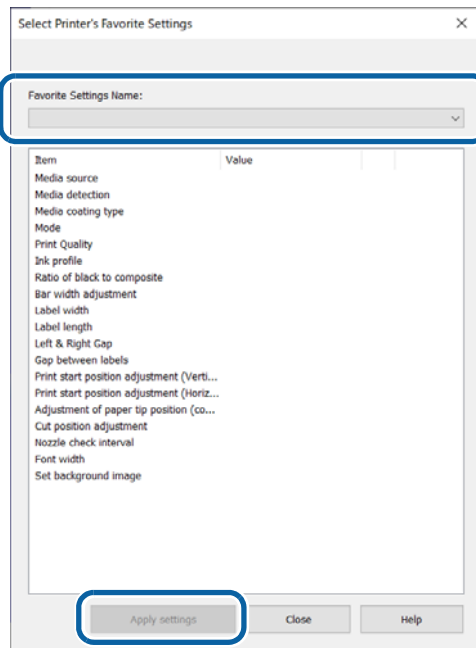 Select Printer's Favorite Settings
Favorite Settings Name:
Item Value
Media source
Media detection
Media coating type
Mode
Print Quality
Ink profile
Ratio of black to composite
Bar width adjustment
Label width
Label length
Left & Right Gap
Gap between labels
Print start position adjustment (Verti...
Print start position adjustment (Horiz...
Adjustment of paper tip position (co...
Cut position adjustment
Nozzle check interval
Font width
Set background image
Apply settings Close Help